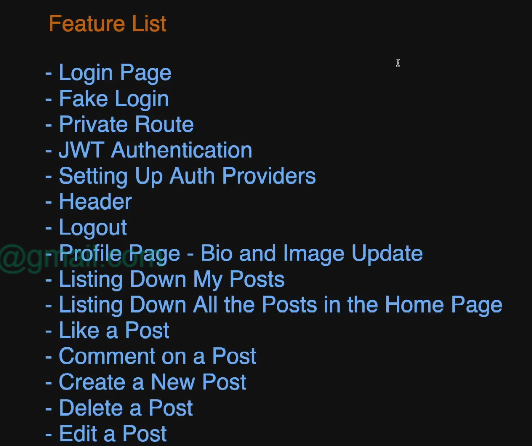 Feature List
- Login Page
- Fake Login
- Private Route
- JWT Authentication
- Setting Up Auth Providers
- Header
- Logout
- Profile Page - Bio and Image Update
@gmail.com
- Listing Down My Posts
- Listing Down All the Posts in the Home Page
- Like a Post
- Comment on a Post
- Create a New Post
- Delete a Post
- Edit a Post